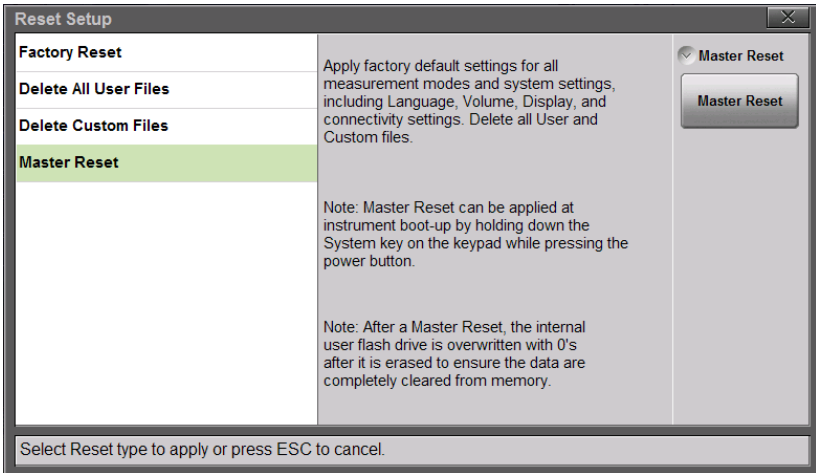 Reset Setup
Factory Reset
Delete All User Files
Delete Custom Files
Master Reset
Apply factory default settings for all
measurement modes and system settings,
including Language, Volume, Display, and
connectivity settings. Delete all User and
Custom files.
Note: Master Reset can be applied at
instrument boot-up by holding down the
System key on the keypad while pressing the
power button.
Note: After a Master Reset, the internal
user flash drive is overwritten with 0's
after it is erased to ensure the data are
completely cleared from memory.
Master Reset
Master Reset
Select Reset type to apply or press ESC to cancel.